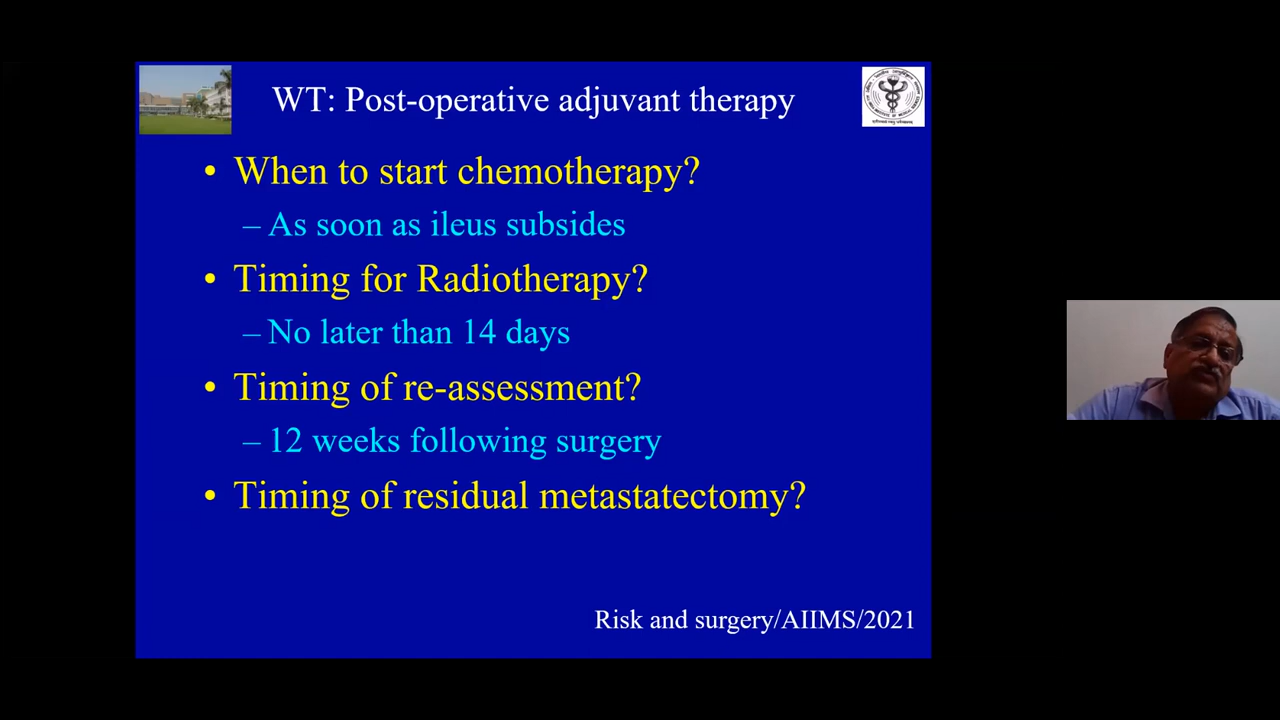 WT: Post-operative adjuvant therapy
• When to start chemotherapy?
– As soon as ileus subsides
• Timing for Radiotherapy?
– No later than 14 days
• Timing of re-assessment?
– 12 weeks following surgery
• Timing of residual metastatectomy?
Risk and surgery/AIIMS/2021